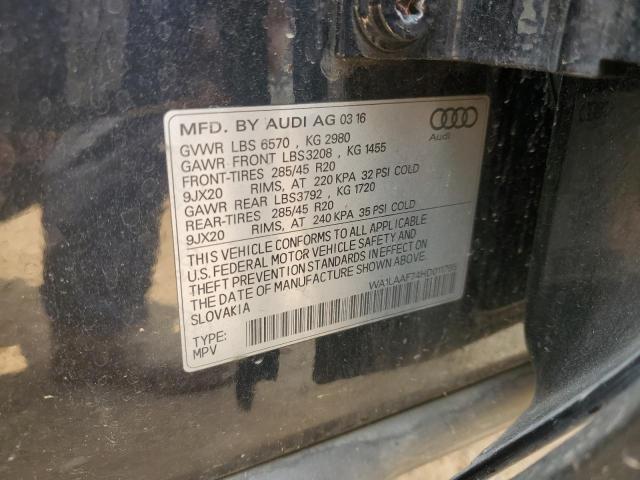 MFD. BY AUDI AG 03 16
GVWR LBS 6570 , KG 2980
GAWR FRONT LBS3208 , KG 1455
FRONT-TIRES 285/45 R20
9JX20 RIMS, AT 220 KPA 32 PSI COLD
GAWR REAR LBS3792 , KG 1720
REAR-TIRES 285/45 R20
9JX20 RIMS, AT 240 KPA 35 PSI COLD
THIS VEHICLE CONFORMS TO ALL APPLICABLE
U.S. FEDERAL MOTOR VEHICLE SAFETY AND
THEFT PREVENTION STANDARDS IN EFFECT ON
THE DATE OF MANUFACTURE SHOWN ABOVE.
SLOVAKIA
TYPE:
MPV
Audi